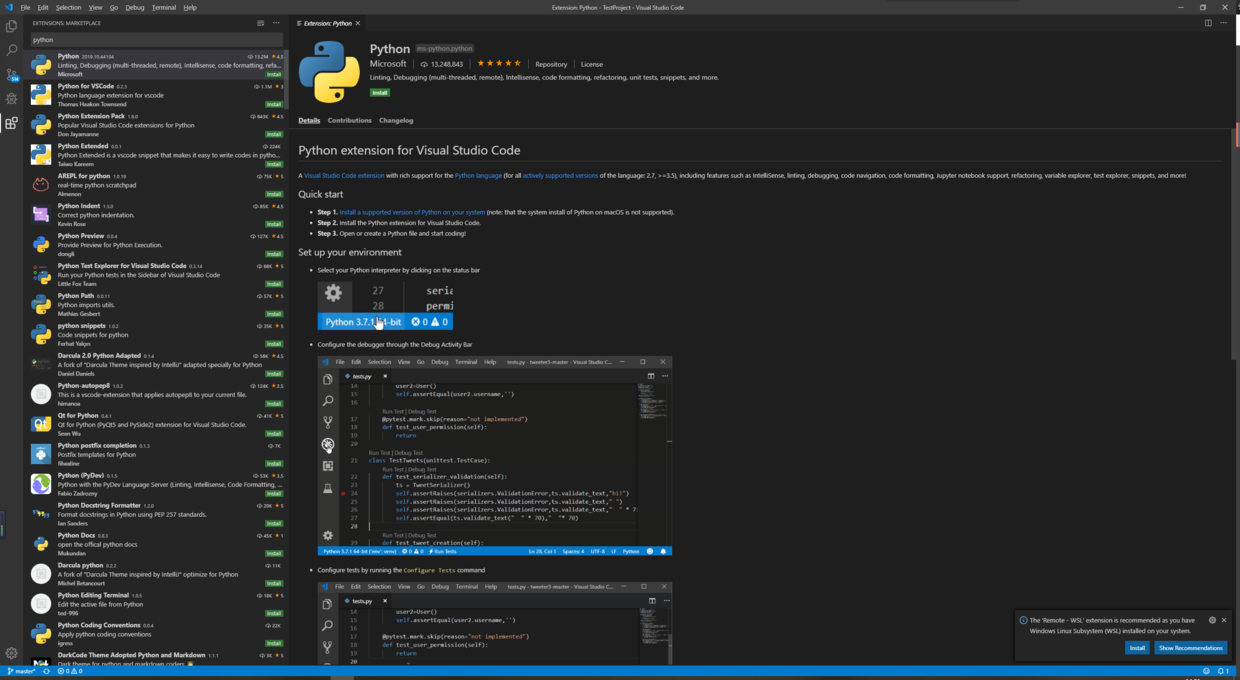 File Edit Selection View Go Debug Terminal Help
Extension: Python - TestProject - Visual Studio Code
EXTENSIONS: MARKETPLACE
python
Python 2019.10.44104 13.2M 4.5
Linting, Debugging (multi-threaded, remote), Intellisense, code formatting, refa...
Microsoft Install
Python for VSCode 0.2.3 1.1M 3
Python language extension for vscode
Thomas Haakon Townsend Install
Python Extension Pack 1.6.0 943K 4.5
Popular Visual Studio Code extensions for Python
Don Jayamanne Install
Python Extended 0.0.1 224K
Python Extended is a vscode snippet that makes it easy to write codes in pytho...
Taiwo Kareem Install
AREPL for python 1.0.16 75K 5
real-time python scratchpad
Almenon Install
Python Indent 1.5.0 85K 4.5
Correct python indentation.
Kevin Rose Install
Python Preview 0.0.4 127K 4.5
Provide Preview for Python Execution.
dongli Install
Python Test Explorer for Visual Studio Code 0.3.14 88K 5
Run your Python tests in the Sidebar of Visual Studio Code
Little Fox Team Install
Python Path 0.0.11 57K 5
Python imports utils.
Mathias Gesbert Install
python snippets 1.0.2 35K 5
Code snippets for python
Ferhat Yalçın Install
Darcula 2.0 Python Adapted 0.1.4 58K 4.5
A fork of "Darcula Theme inspired by IntelliJ" adapted specially for Python
Daniel Daniels Install
Python-autopep8 1.0.2 124K 2.5
This is a vscode-extension that applies autopep8 to your current file.
himanoa Install
Qt for Python 0.4.1 41K 5
Qt for Python (PyQt5 and PySide2) extension for Visual Studio Code.
Sean Wu Install
Python postfix completion 0.1.3 7K
Postfix templates for Python
filwaline Install
Python (PyDev) 0.1.5 53K 3.5
Python with the PyDev Language Server (Linting, Intellisense, Code Formatting, ...
Fabio Zadrozny Install
Python Docstring Formatter 1.2.0 20K 5
Format docstrings in Python using PEP 257 standards.
Ian Sanders Install
Python Docs 0.8.3 45K 1
open the offical python docs
Mukundan Install
Darcula python 0.2.2 11K
A fork of "Darcula Theme inspired by IntelliJ" optimize for Python
Michel Betancourt Install
Python Editing Terminal 1.0.5 18K 5
Edit the active file from Python
ted-996 Install
Python Coding Conventions 0.0.4 22K
Apply python coding conventions
igress Install
DarkCode Theme Adopted Python and Markdown 1.1.1 3K 5
Dark theme for python and markdown coders
Extension: Python
Python ms-python.python
Microsoft 13,248,843 Repository License
Linting, Debugging (multi-threaded, remote), Intellisense, code formatting, refactoring, unit tests, snippets, and more.
Install
Details Contributions Changelog
Python extension for Visual Studio Code
A Visual Studio Code extension with rich support for the Python language (for all actively supported versions of the language: 2.7, >=3.5), including features such as IntelliSense, linting, debugging, code navigation, code formatting, Jupyter notebook support, refactoring, variable explorer, test explorer, snippets, and more!
Quick start
• Step 1. Install a supported version of Python on your system (note: that the system install of Python on macOS is not supported).
• Step 2. Install the Python extension for Visual Studio Code.
• Step 3. Open or create a Python file and start coding!
Set up your environment
• Select your Python interpreter by clicking on the status bar
27 seria
28 permi
Python 3.7.1 64-bit 0 0
• Configure the debugger through the Debug Activity Bar
File Edit Selection View Go Debug Terminal Help tests.py - tweeter3-master - Visual Studio C...
tests.py
14 user2=User()
15 self.assertEqual(user2.username,'')
16
Run Test | Debug Test
17 @pytest.mark.skip(reason="not implemented")
18 def test_user_permission(self):
19 return
20
Run Test | Debug Test
21 class TestTweets(unittest.TestCase):
Run Test | Debug Test
22 def test_serializer_validation(self):
23 ts = TweetSerializer()
24 self.assertRaises(serializers.ValidationError,ts.validate_text,"hi!")
25 self.assertRaises(serializers.ValidationError,ts.validate_text," ")
26 self.assertRaises(serializers.ValidationError,ts.validate_text," " * 7
27 self.assertEqual(ts.validate_text(" " * 70)," "* 70)
28
Run Test | Debug Test
29 def test_tweet_creation(self):
Python 3.7.1 64-bit ('env': venv) 0 0 Run Tests Ln 28, Col 1 Spaces: 4 UTF-8 LF Python
• Configure tests by running the Configure Tests command
File Edit Selection View Go Debug Terminal Help tests.py - tweeter3-master - Visual Studio C...
tests.py
14 user2=User()
15 self.assertEqual(user2.username,'')
16
Run Test | Debug Test
17 @pytest.mark.skip(reason="not implemented")
18 def test_user_permission(self):
19 return
20
The 'Remote - WSL' extension is recommended as you have
Windows Linux Subsystem (WSL) installed on your system.
Install Show Recommendations
master* 0 0 1